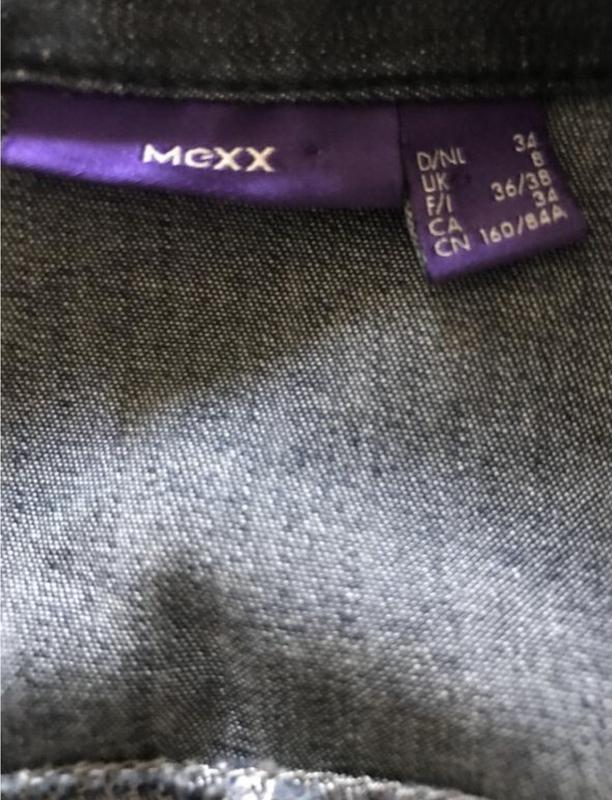 MEXX
D/NL 34
UK 8
F/I 36/38
CA 34
CN 160/84A